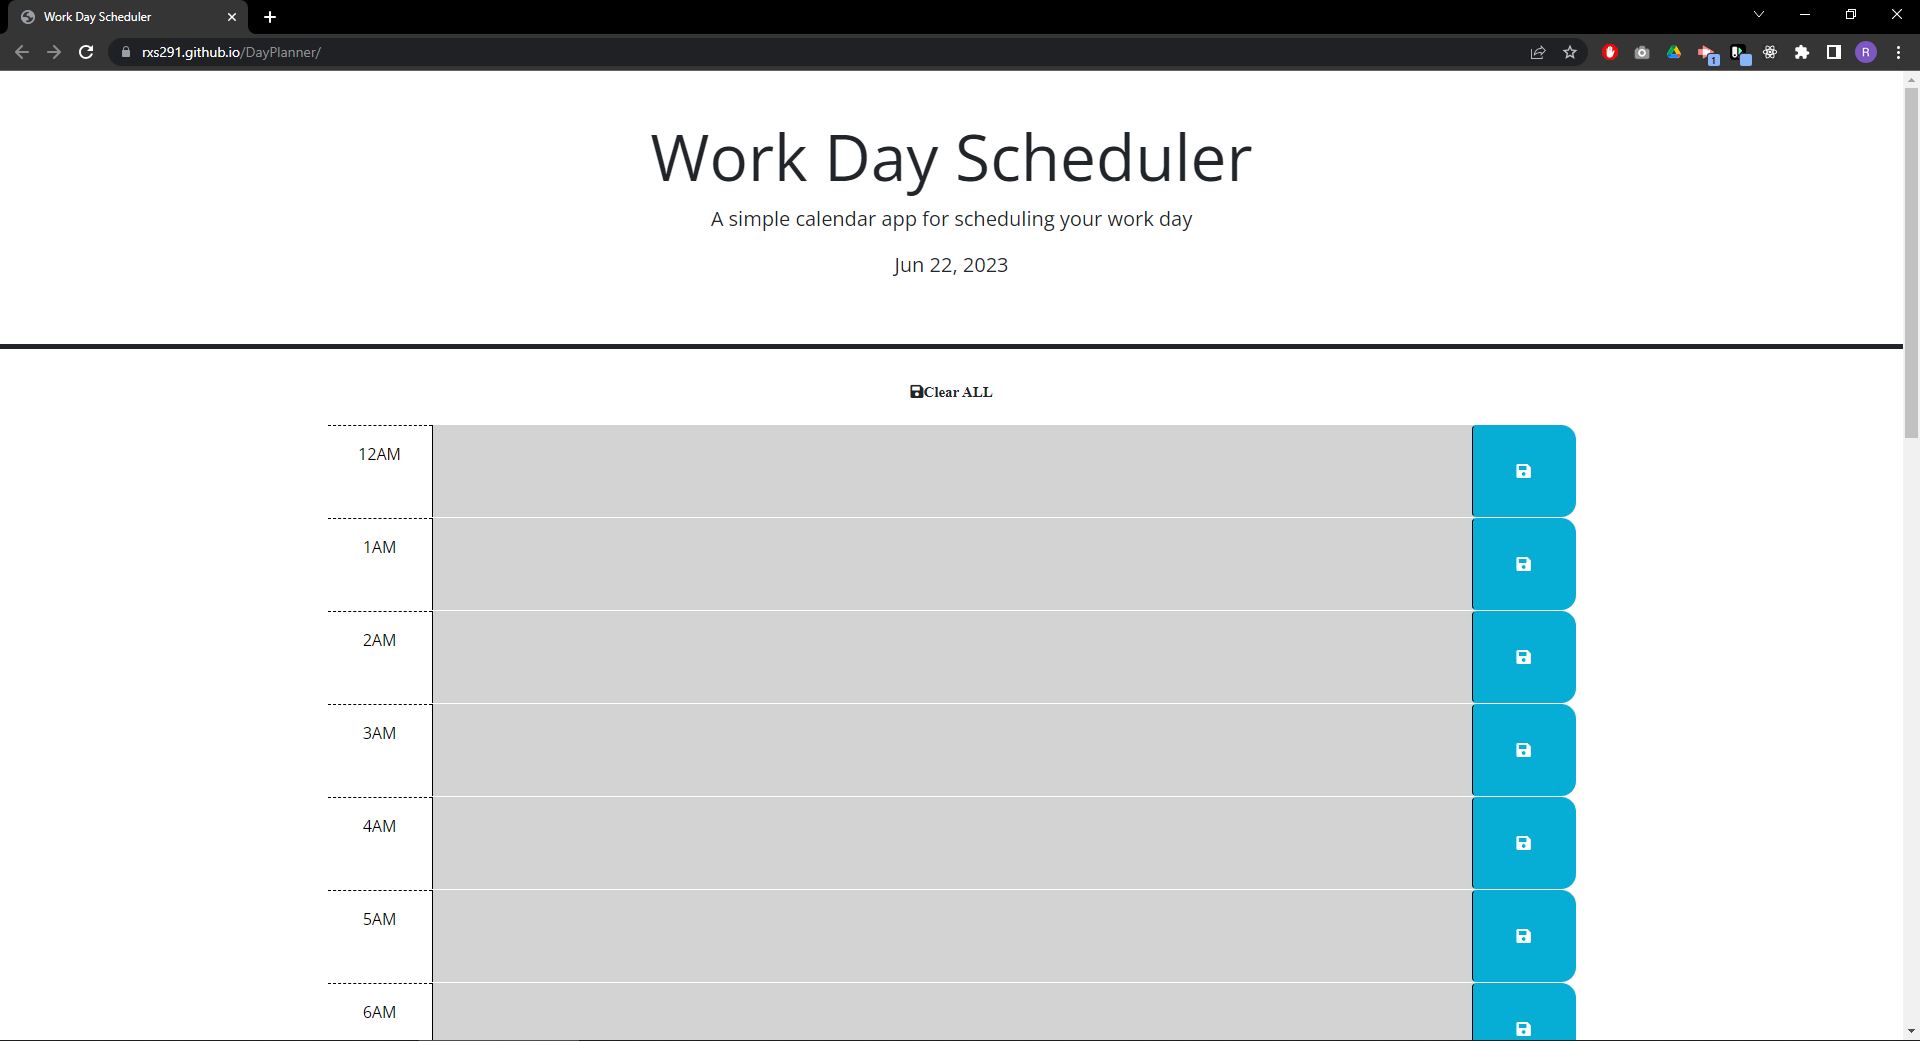 Work Day Scheduler
rxs291.github.io/DayPlanner/
1
R
Work Day Scheduler
A simple calendar app for scheduling your work day
Jun 22, 2023
Clear ALL
12AM
1AM
2AM
3AM
4AM
5AM
6AM